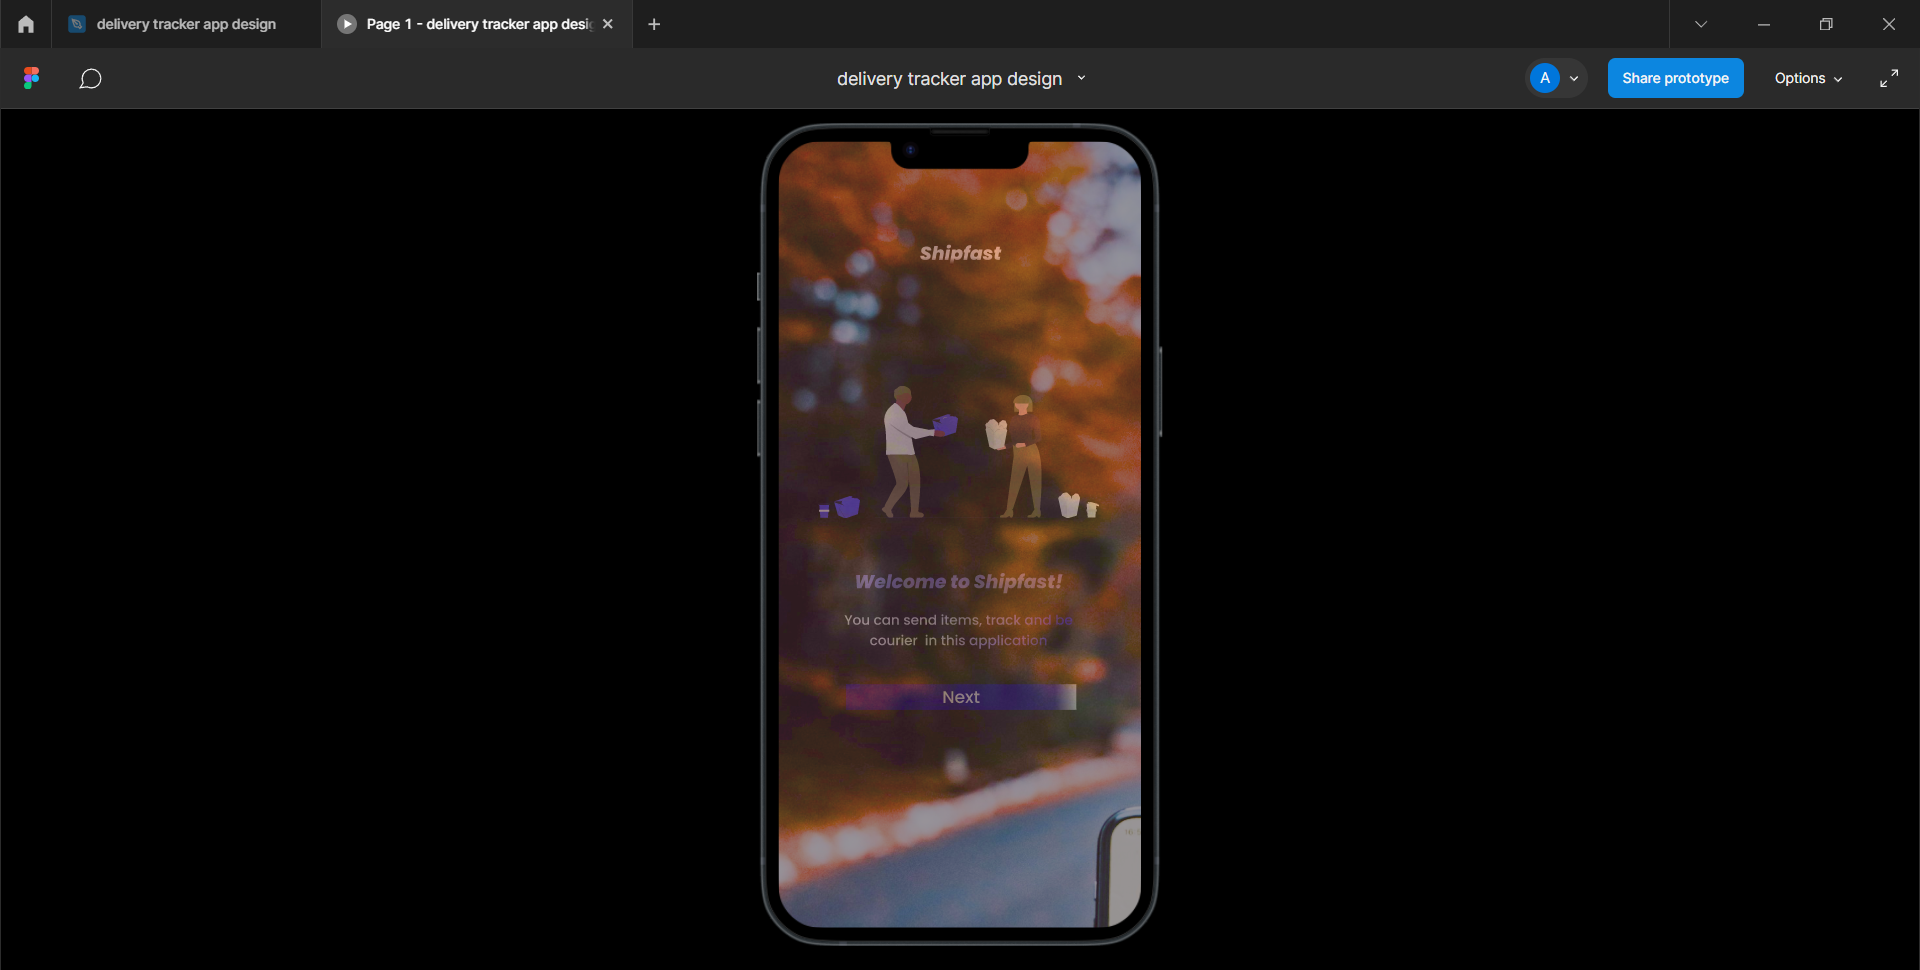 delivery tracker app design
Page 1 - delivery tracker app desi
delivery tracker app design
A
Share prototype
Options
Shipfast
Welcome to Shipfast!
You can send items, track and be
courier in this application
Next